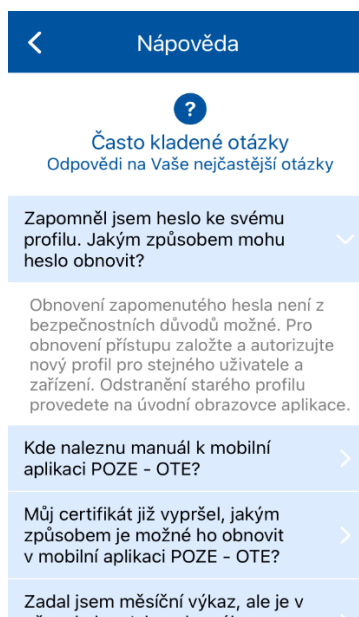 Nápověda
?
Často kladené otázky
Odpovědi na Vaše nejčastější otázky
Zapomněl jsem heslo ke svému
profilu. Jakým způsobem mohu
heslo obnovit?
Obnovení zapomenutého hesla není z
bezpečnostních důvodů možné. Pro
obnovení přístupu založte a autorizujte
nový profil pro stejného uživatele a
zařízení. Odstranění starého profilu
provedete na úvodní obrazovce aplikace.
Kde naleznu manuál k mobilní
aplikaci POZE - OTE?
Můj certifikát již vypršel, jakým
způsobem je možné ho obnovit
v mobilní aplikaci POZE - OTE?
Zadal jsem měsíční výkaz, ale je v